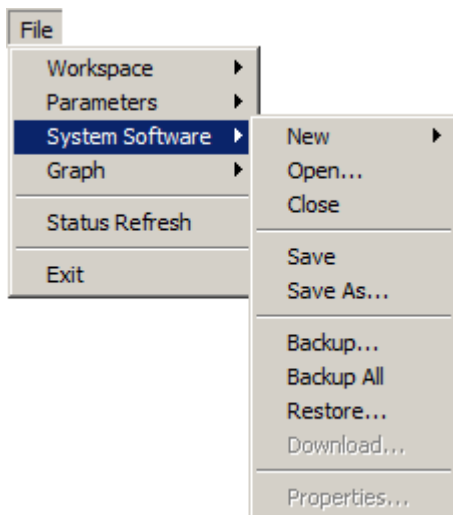 File
Workspace
Parameters
System Software
Graph
Status Refresh
Exit
New
Open...
Close
Save
Save As...
Backup...
Backup All
Restore...
Download...
Properties...